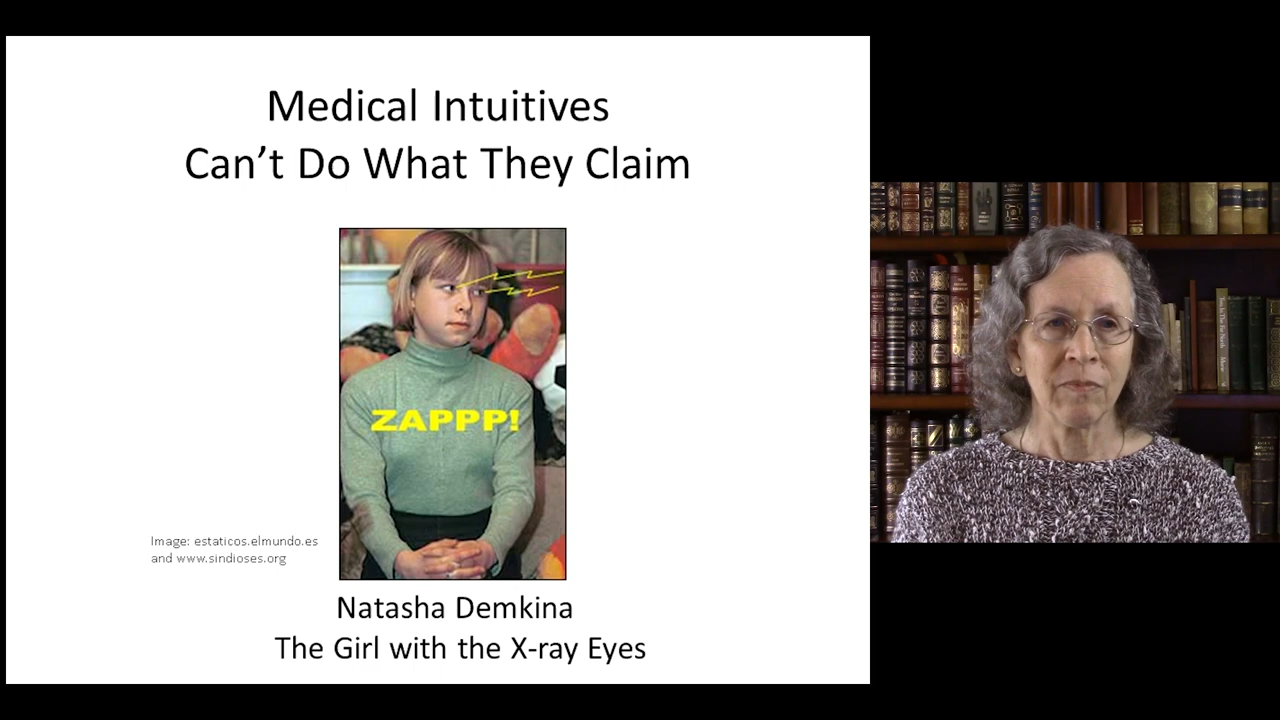 Medical Intuitives
Can’t Do What They Claim
ZAPPP!
Image: estaticos.elmundo.es
and www.sindioses.org
Natasha Demkina
The Girl with the X-ray Eyes